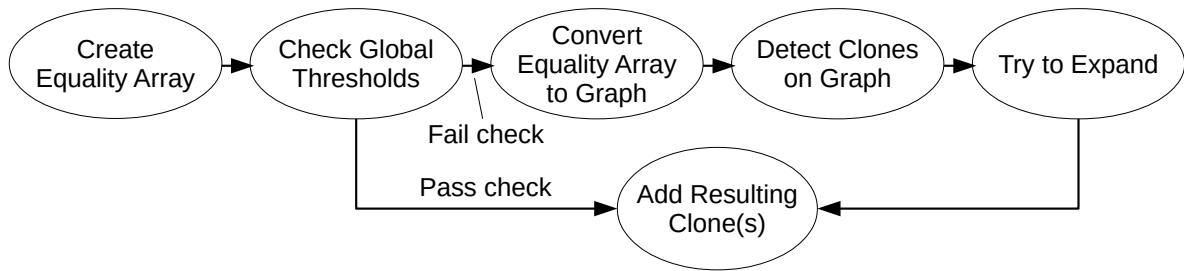 Create
Equality Array
Check Global
Thresholds
Convert
Equality Array
to Graph
Detect Clones
on Graph
Try to Expand
Fail check
Pass check
Add Resulting
Clone(s)